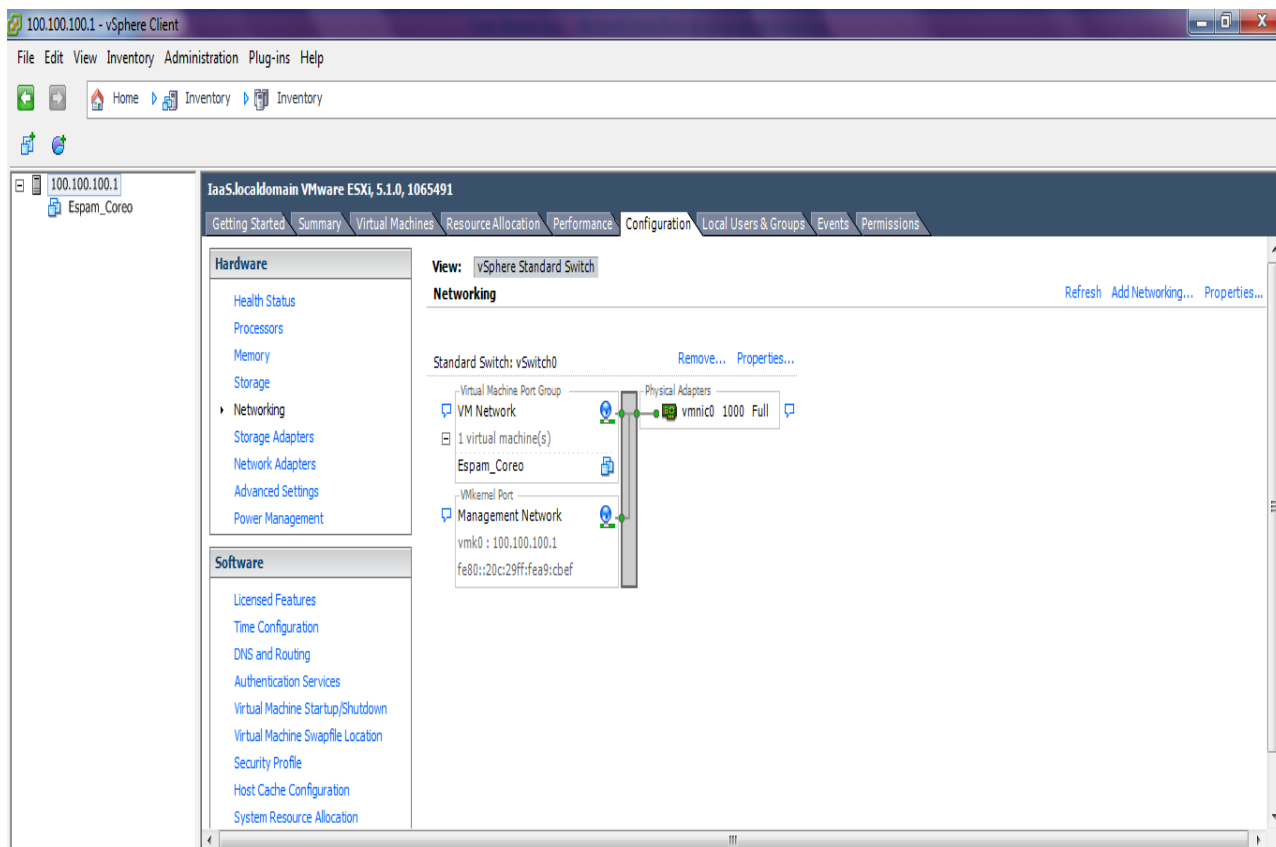 100.100.100.1 - vSphere Client
File Edit View Inventory Administration Plug-ins Help
Home Inventory Inventory
100.100.100.1
Espam_Coreo
IaaS.localdomain VMware ESXi, 5.1.0, 1065491
Getting Started Summary Virtual Machines Resource Allocation Performance Configuration Local Users & Groups Events Permissions
Hardware
Health Status
Processors
Memory
Storage
Networking
Storage Adapters
Network Adapters
Advanced Settings
Power Management
Software
Licensed Features
Time Configuration
DNS and Routing
Authentication Services
Virtual Machine Startup/Shutdown
Virtual Machine Swapfile Location
Security Profile
Host Cache Configuration
System Resource Allocation
View: vSphere Standard Switch
Networking
Refresh Add Networking... Properties...
Standard Switch: vSwitch0 Remove... Properties...
Virtual Machine Port Group
VM Network
1 virtual machine(s)
Espam_Coreo
VMkernel Port
Management Network
vmk0 : 100.100.100.1
fe80::20c:29ff:fea9:cbef
Physical Adapters
vmnic0 1000 Full